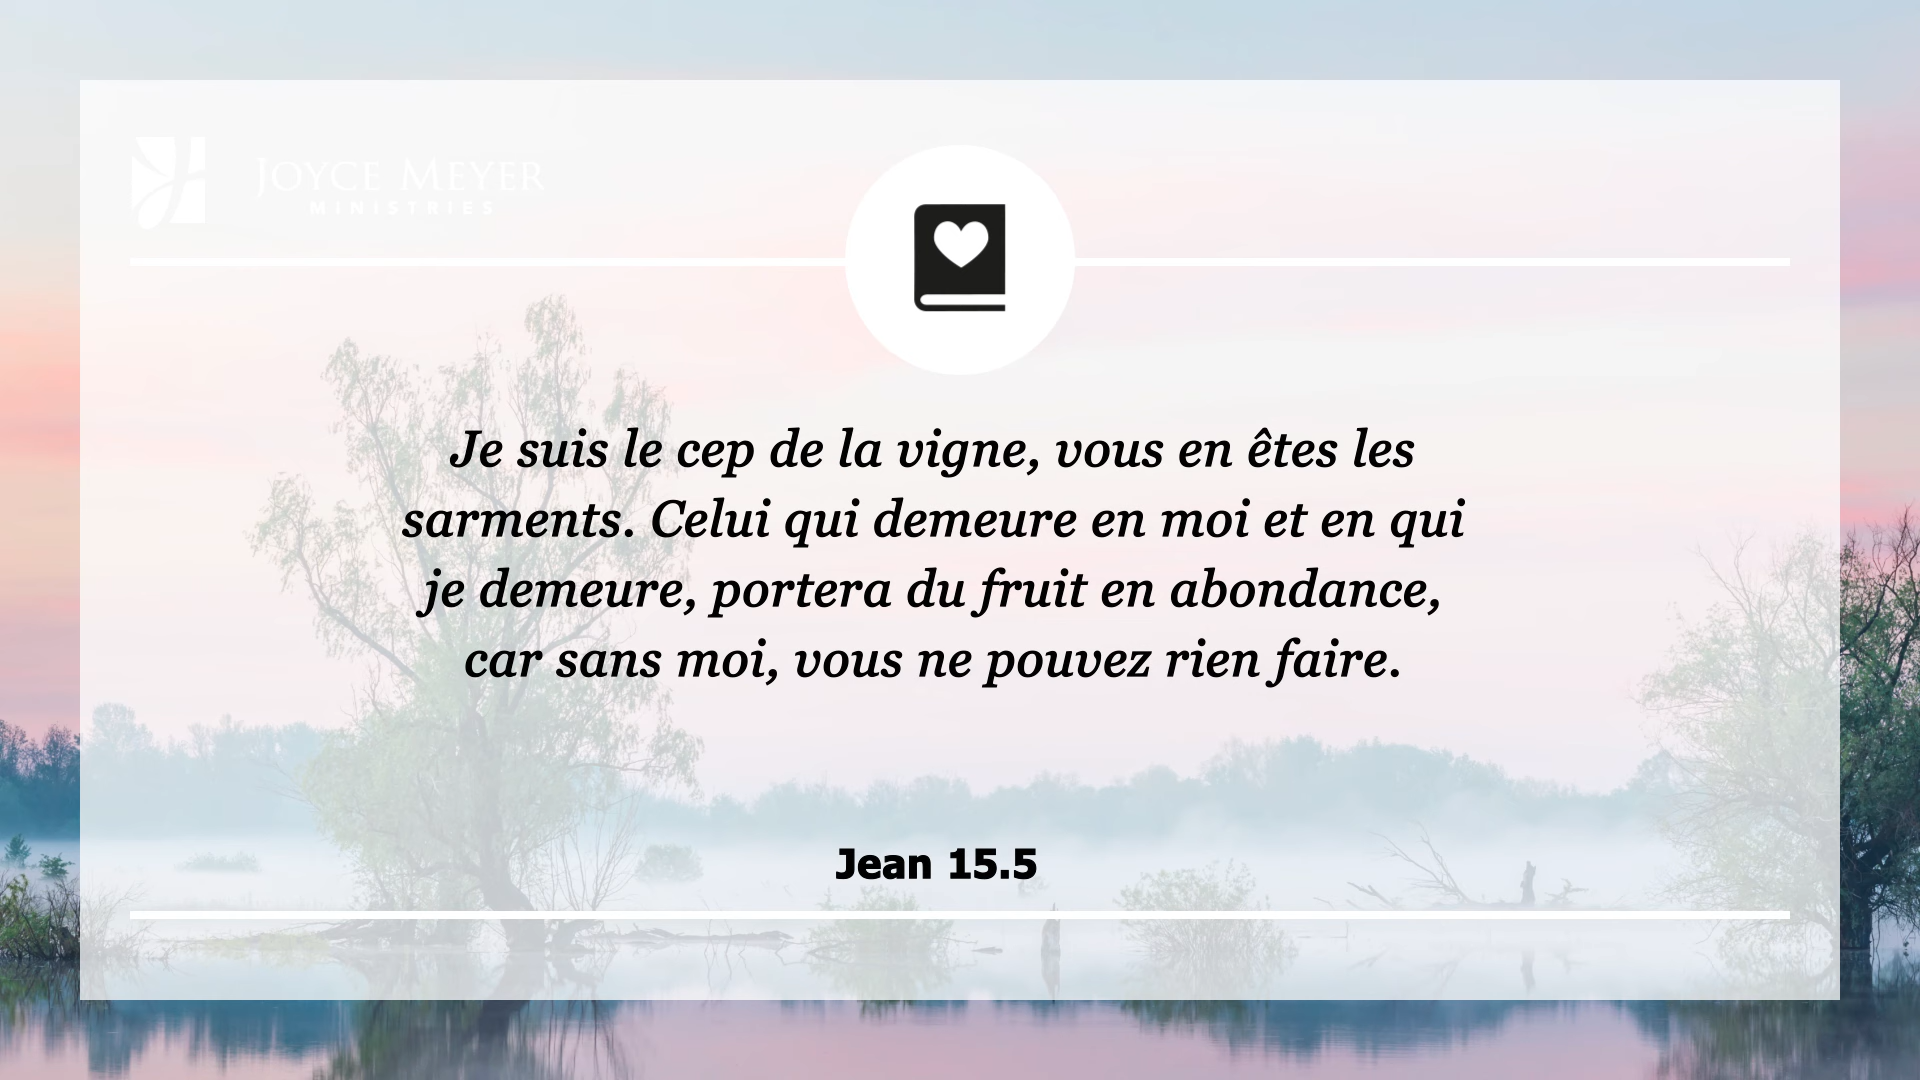 JOYCE MEYER
MINISTRIES
Je suis le cep de la vigne, vous en êtes les
sarments. Celui qui demeure en moi et en qui
je demeure, portera du fruit en abondance,
car sans moi, vous ne pouvez rien faire.
Jean 15.5